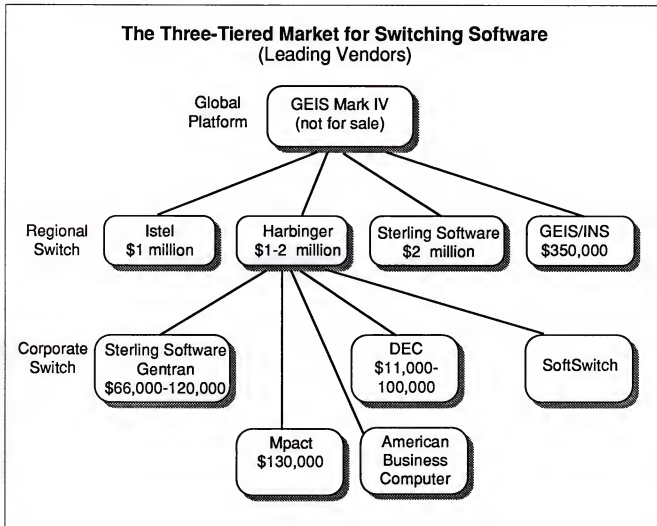 The Three-Tiered Market for Switching Software
(Leading Vendors)
Global
Platform
GEIS Mark IV
(not for sale)
Regional
Switch
Istel
$1 million
Harbinger
$1-2 million
Sterling Software
$2 million
GEIS/INS
$350,000
Corporate
Switch
Sterling Software
Gentran
$66,000-120,000
DEC
$11,000-
100,000
SoftSwitch
Mpact
$130,000
American
Business
Computer